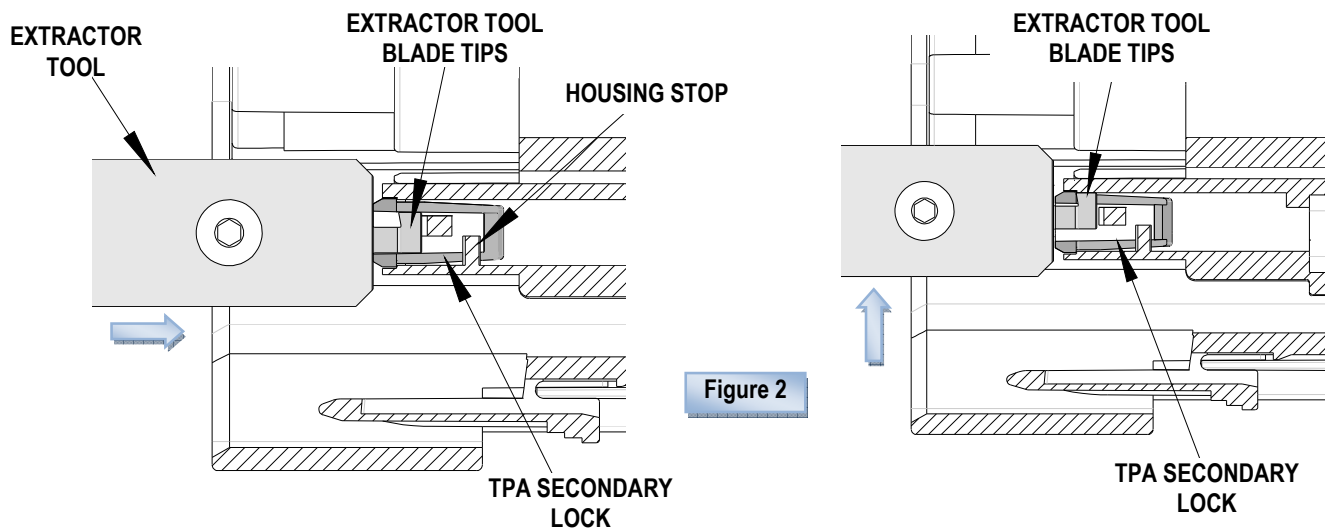 EXTRACTOR
TOOL
EXTRACTOR TOOL
BLADE TIPS
HOUSING STOP
TPA SECONDARY
LOCK
Figure 2
EXTRACTOR TOOL
BLADE TIPS
TPA SECONDARY
LOCK